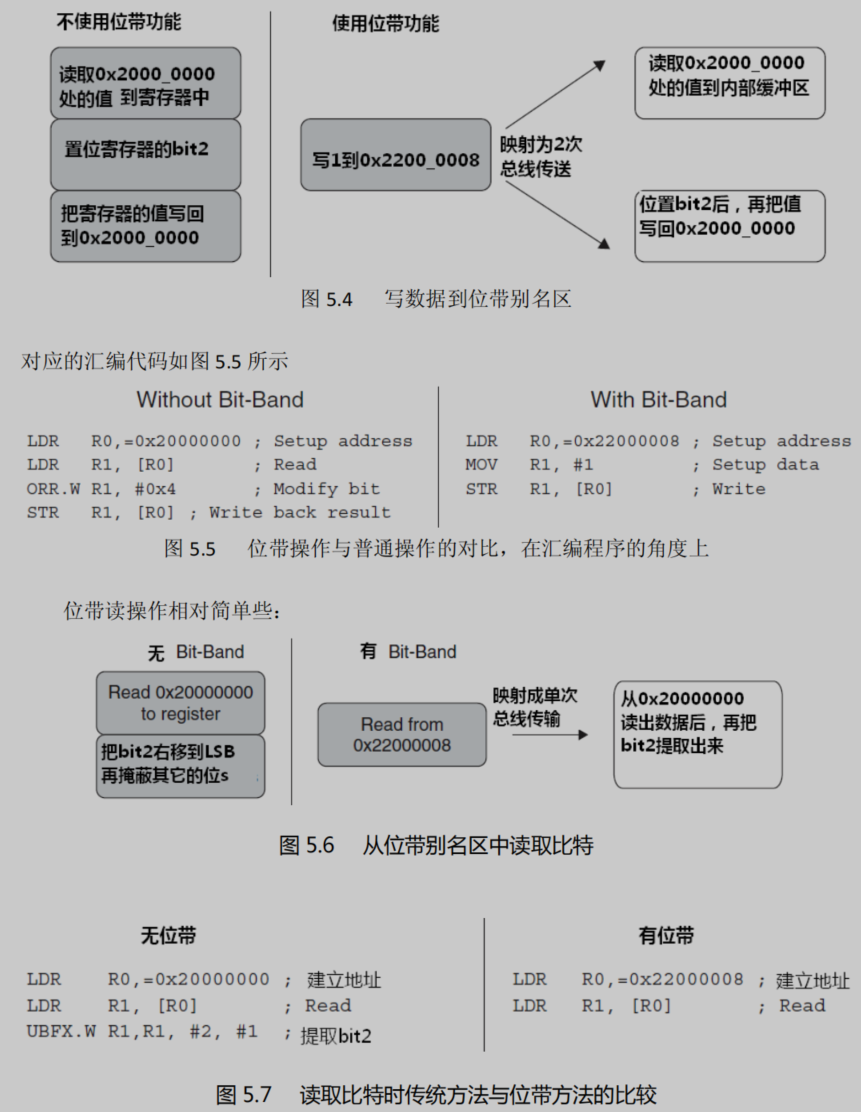 不使用位带功能
使用位带功能
读取0x2000_0000
处的值 到寄存器中
置位寄存器的bit2
把寄存器的值写回
到0x2000_0000
写1到0x2200_0008
映射为2次
总线传送
读取0x2000_0000
处的值到内部缓冲区
位置bit2后，再把值
写回0x2000_0000
图 5.4 写数据到位带别名区
对应的汇编代码如图 5.5 所示
Without Bit-Band
LDR R0,=0x20000000 ; Setup address
LDR R1, [R0] ; Read
ORR.W R1, #0x4 ; Modify bit
STR R1, [R0] ; Write back result
With Bit-Band
LDR R0,=0x22000008 ; Setup address
MOV R1, #1 ; Setup data
STR R1, [R0] ; Write
图 5.5 位带操作与普通操作的对比，在汇编程序的角度上
位带读操作相对简单些：
无 Bit-Band
Read 0x20000000
to register
把bit2右移到LSB
再掩蔽其它的位s
有 Bit-Band
Read from
0x22000008
映射成单次
总线传输
从0x20000000
读出数据后，再把
bit2提取出来
图 5.6 从位带别名区中读取比特
无位带
LDR R0,=0x20000000 ; 建立地址
LDR R1, [R0] ; Read
UBFX.W R1,R1, #2, #1 ; 提取bit2
有位带
LDR R0,=0x22000008 ; 建立地址
LDR R1, [R0] ; Read
图 5.7 读取比特时传统方法与位带方法的比较